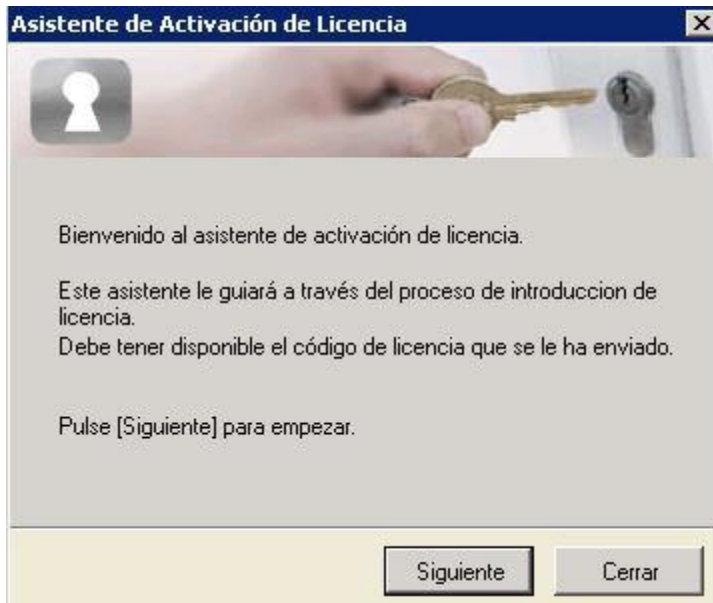 Asistente de Activación de Licencia
Bienvenido al asistente de activación de licencia.
Este asistente le guiará a través del proceso de introduccion de
licencia.
Debe tener disponible el código de licencia que se le ha enviado.
Pulse [Siguiente] para empezar.
Siguiente
Cerrar